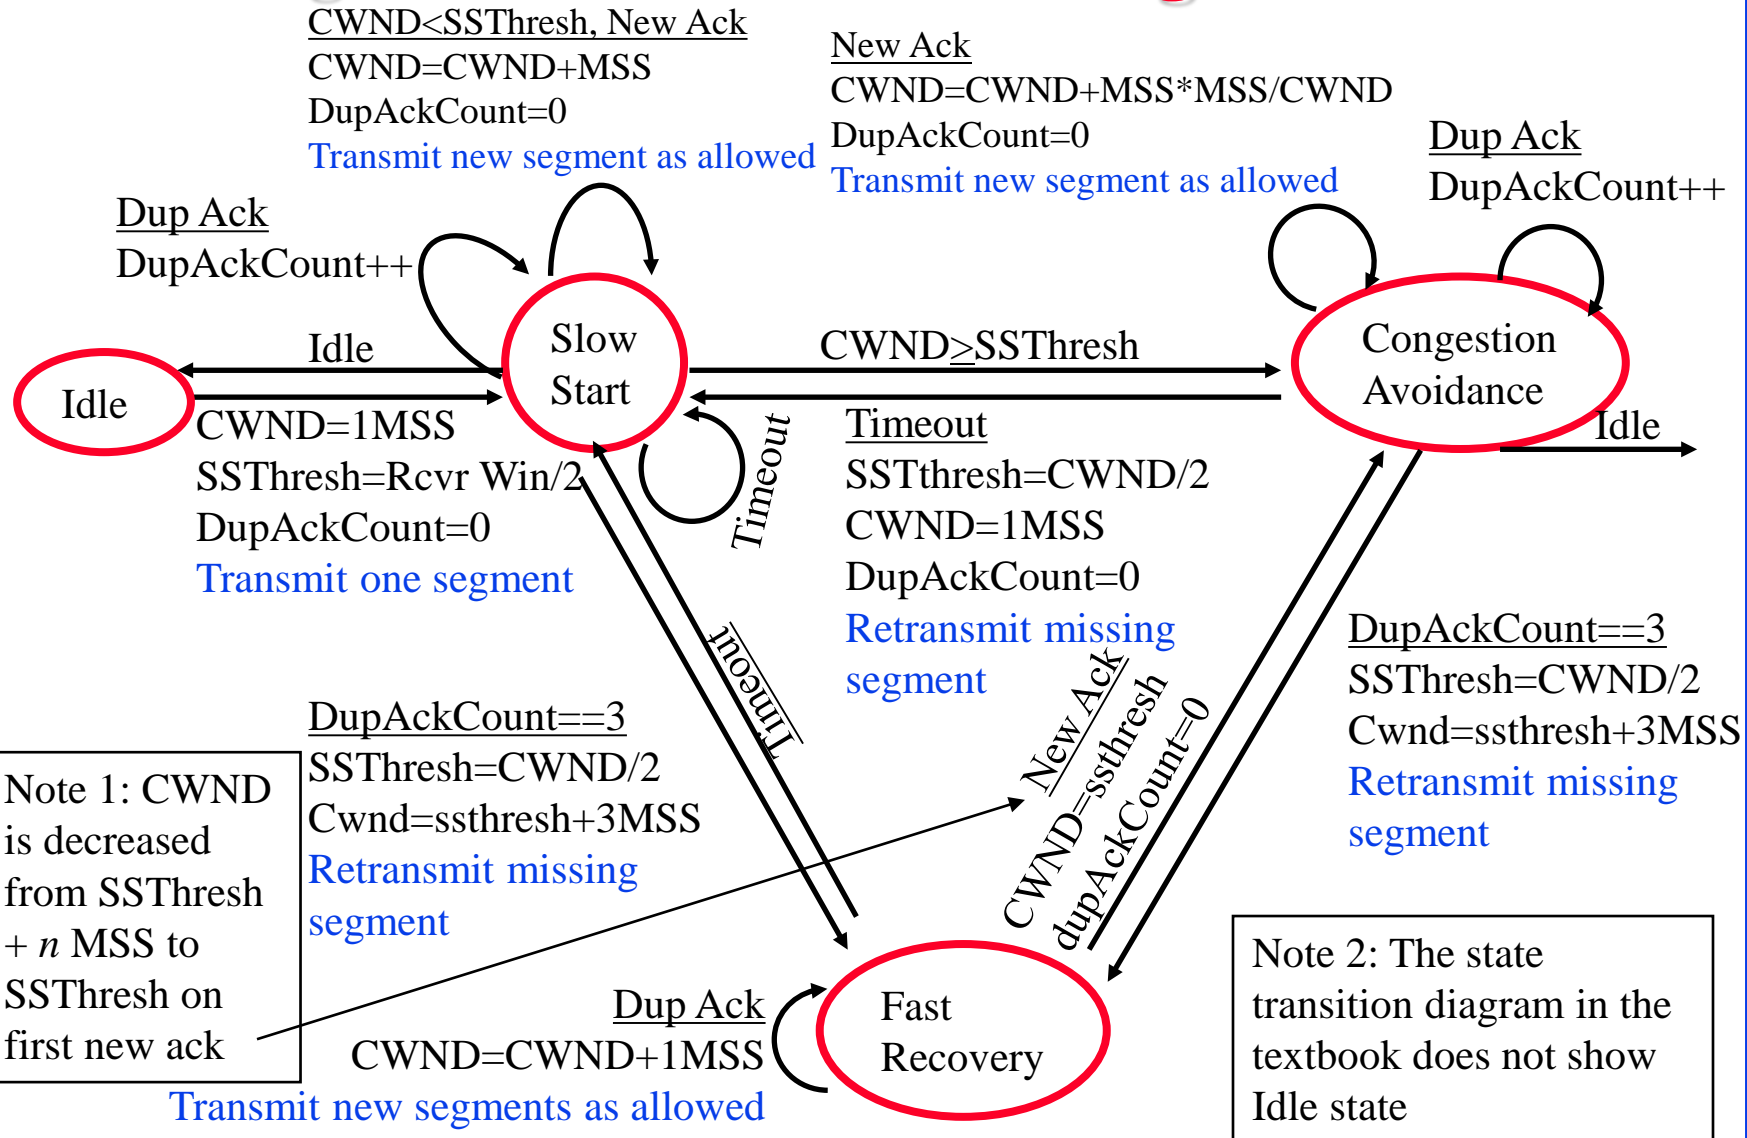 CWND<SSThresh, New Ack
CWND=CWND+MSS
DupAckCount=0
Transmit new segment as allowed
New Ack
CWND=CWND+MSS*MSS/CWND
DupAckCount=0
Transmit new segment as allowed
Dup Ack
DupAckCount++
Dup Ack
DupAckCount++
Idle
Slow
Start
CWND≥SSThresh
Congestion
Avoidance
Idle
Idle
CWND=1MSS
SSThresh=Rcvr Win/2
DupAckCount=0
Transmit one segment
Timeout
Timeout
SSTthresh=CWND/2
CWND=1MSS
DupAckCount=0
Retransmit missing
segment
Idle
Timeout
New Ack
CWND=ssthresh
dupAckCount=0
DupAckCount==3
SSThresh=CWND/2
Cwnd=ssthresh+3MSS
Retransmit missing
segment
DupAckCount==3
SSThresh=CWND/2
Cwnd=ssthresh+3MSS
Retransmit missing
segment
Note 1: CWND
is decreased
from SSThresh
+ n MSS to
SSThresh on
first new ack
Dup Ack
CWND=CWND+1MSS
Transmit new segments as allowed
Fast
Recovery
Note 2: The state
transition diagram in the
textbook does not show
Idle state